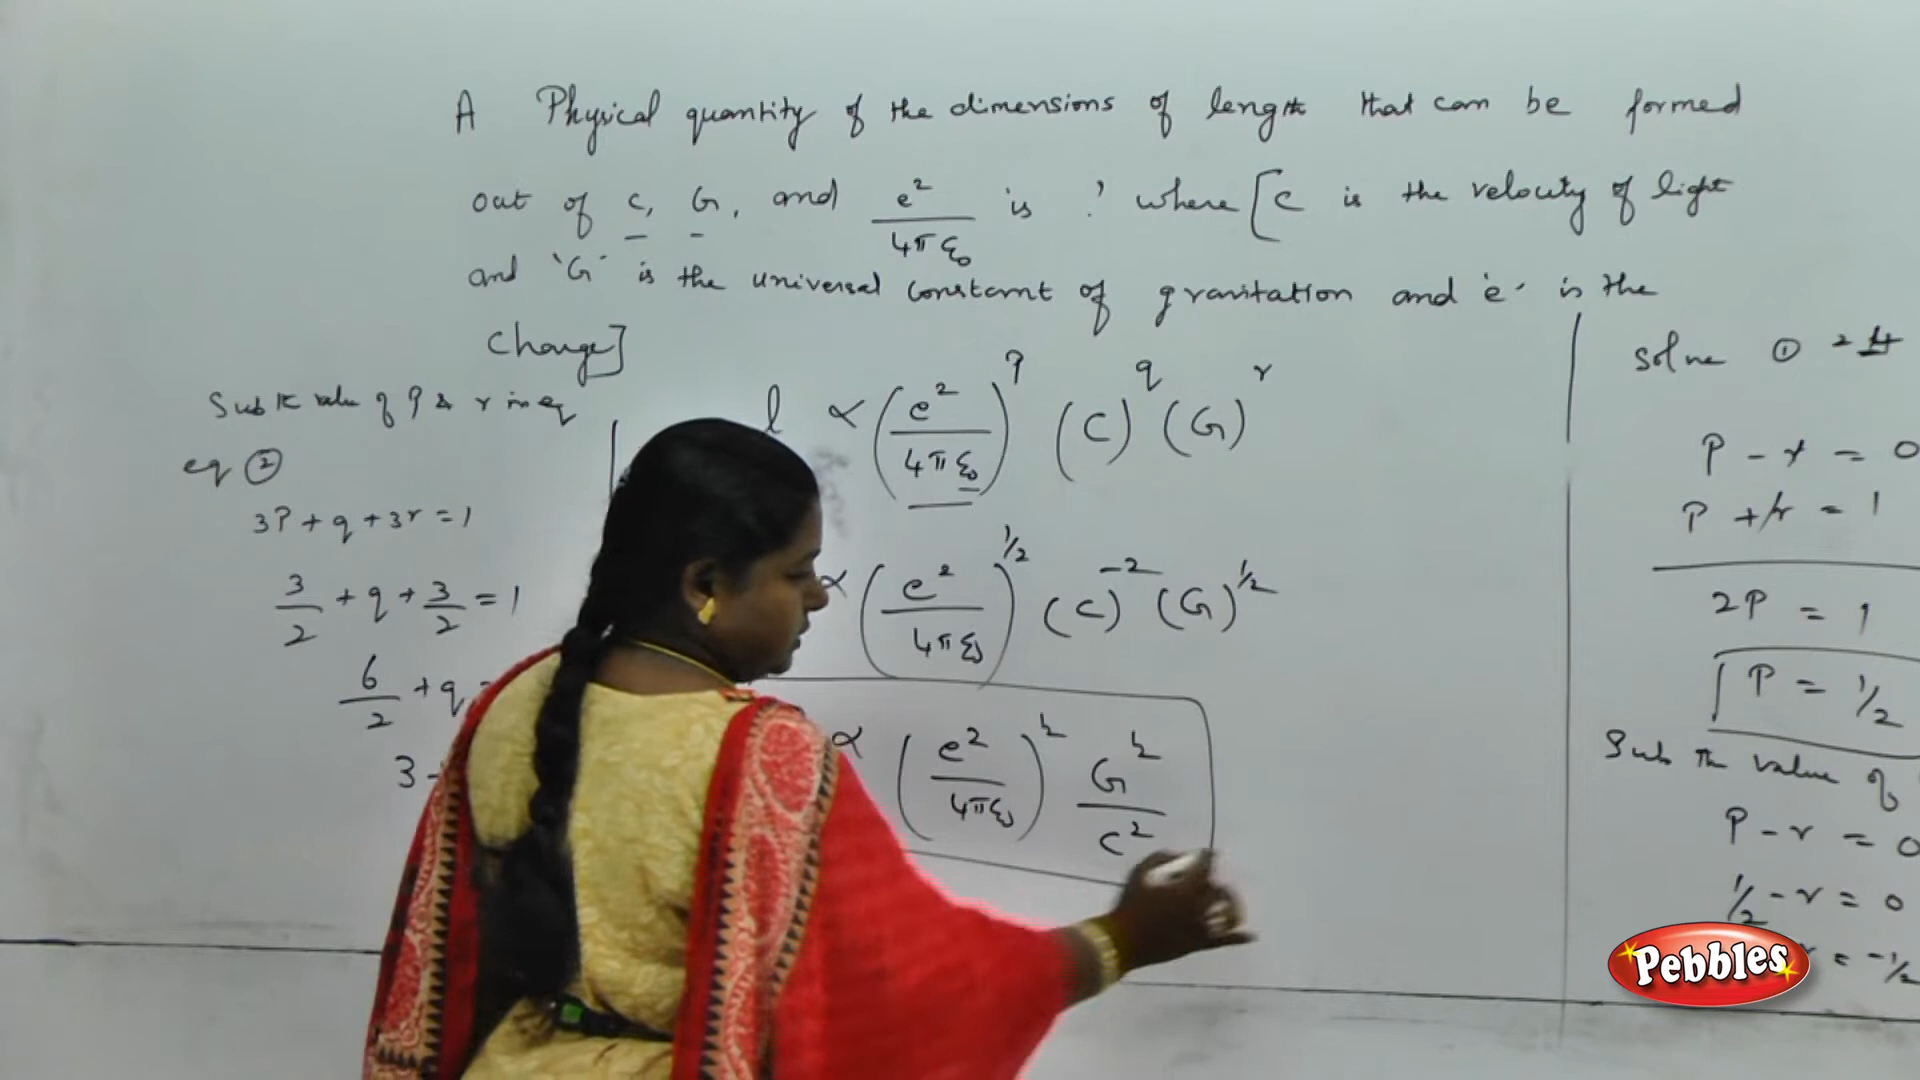 A Physical quantity of the dimensions of length that can be formed
out of c, G, and e²/4πε₀ is ? where [c is the velocity of light
and 'G' is the universal constant of gravitation and 'e' is the
charge]
Sub the value of P & r in eq
eq ②
3P + q + 3r = 1
3/2 + q + 3/2 = 1
6/2 + q
3 -
l ∝ (e²/4πε₀)^p (C)^q (G)^r
∝ (e²/4πε₀)^1/2 (C)^-2 (G)^1/2
∝ (e²/4πε₀)^½ G^½/C²
Solve ①
P - r = 0
P + r = 1
2P = 1
P = 1/2
Sub the value of
P - r = 0
1/2 - r = 0
= -1/2
Pebbles